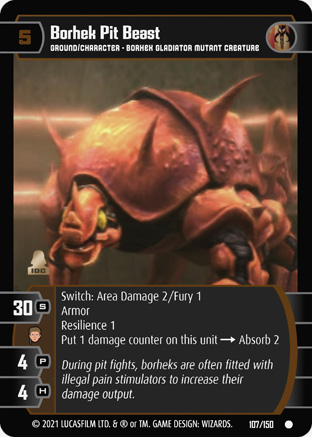 5
Borhek Pit Beast
GROUND/CHARACTER - BORHEK GLADIATOR MUTANT CREATURE
IDC
30 S
Switch: Area Damage 2/Fury 1
Armor
Resilience 1
Put 1 damage counter on this unit → Absorb 2
4 P
During pit fights, borheks are often fitted with
illegal pain stimulators to increase their
4 H
damage output.
© 2021 LUCASFILM LTD. & ® or TM. GAME DESIGN: WIZARDS.
107/150